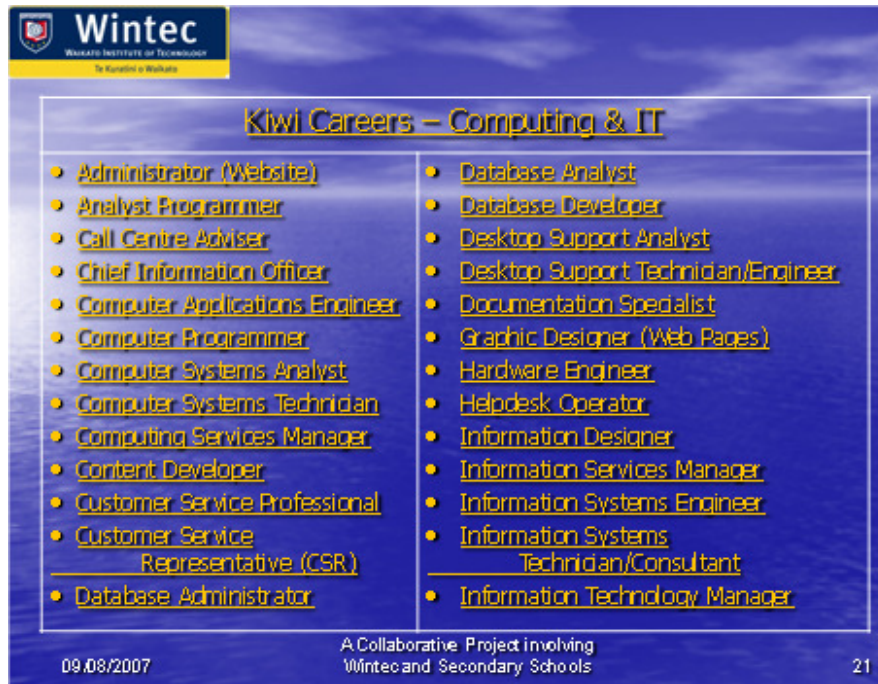 Wintec
WAIKATO INSTITUTE OF TECHNOLOGY
Te Kuratini o Waikato
Kiwi Careers – Computing & IT
• Administrator (Website)
• Analyst Programmer
• Call Centre Adviser
• Chief Information Officer
• Computer Applications Engineer
• Computer Programmer
• Computer Systems Analyst
• Computer Systems Technician
• Computing Services Manager
• Content Developer
• Customer Service Professional
• Customer Service
Representative (CSR)
• Database Administrator
• Database Analyst
• Database Developer
• Desktop Support Analyst
• Desktop Support Technician/Engineer
• Documentation Specialist
• Graphic Designer (Web Pages)
• Hardware Engineer
• Helpdesk Operator
• Information Designer
• Information Services Manager
• Information Systems Engineer
• Information Systems
Technician/Consultant
• Information Technology Manager
09/08/2007
A Collaborative Project involving
Wintec and Secondary Schools
21